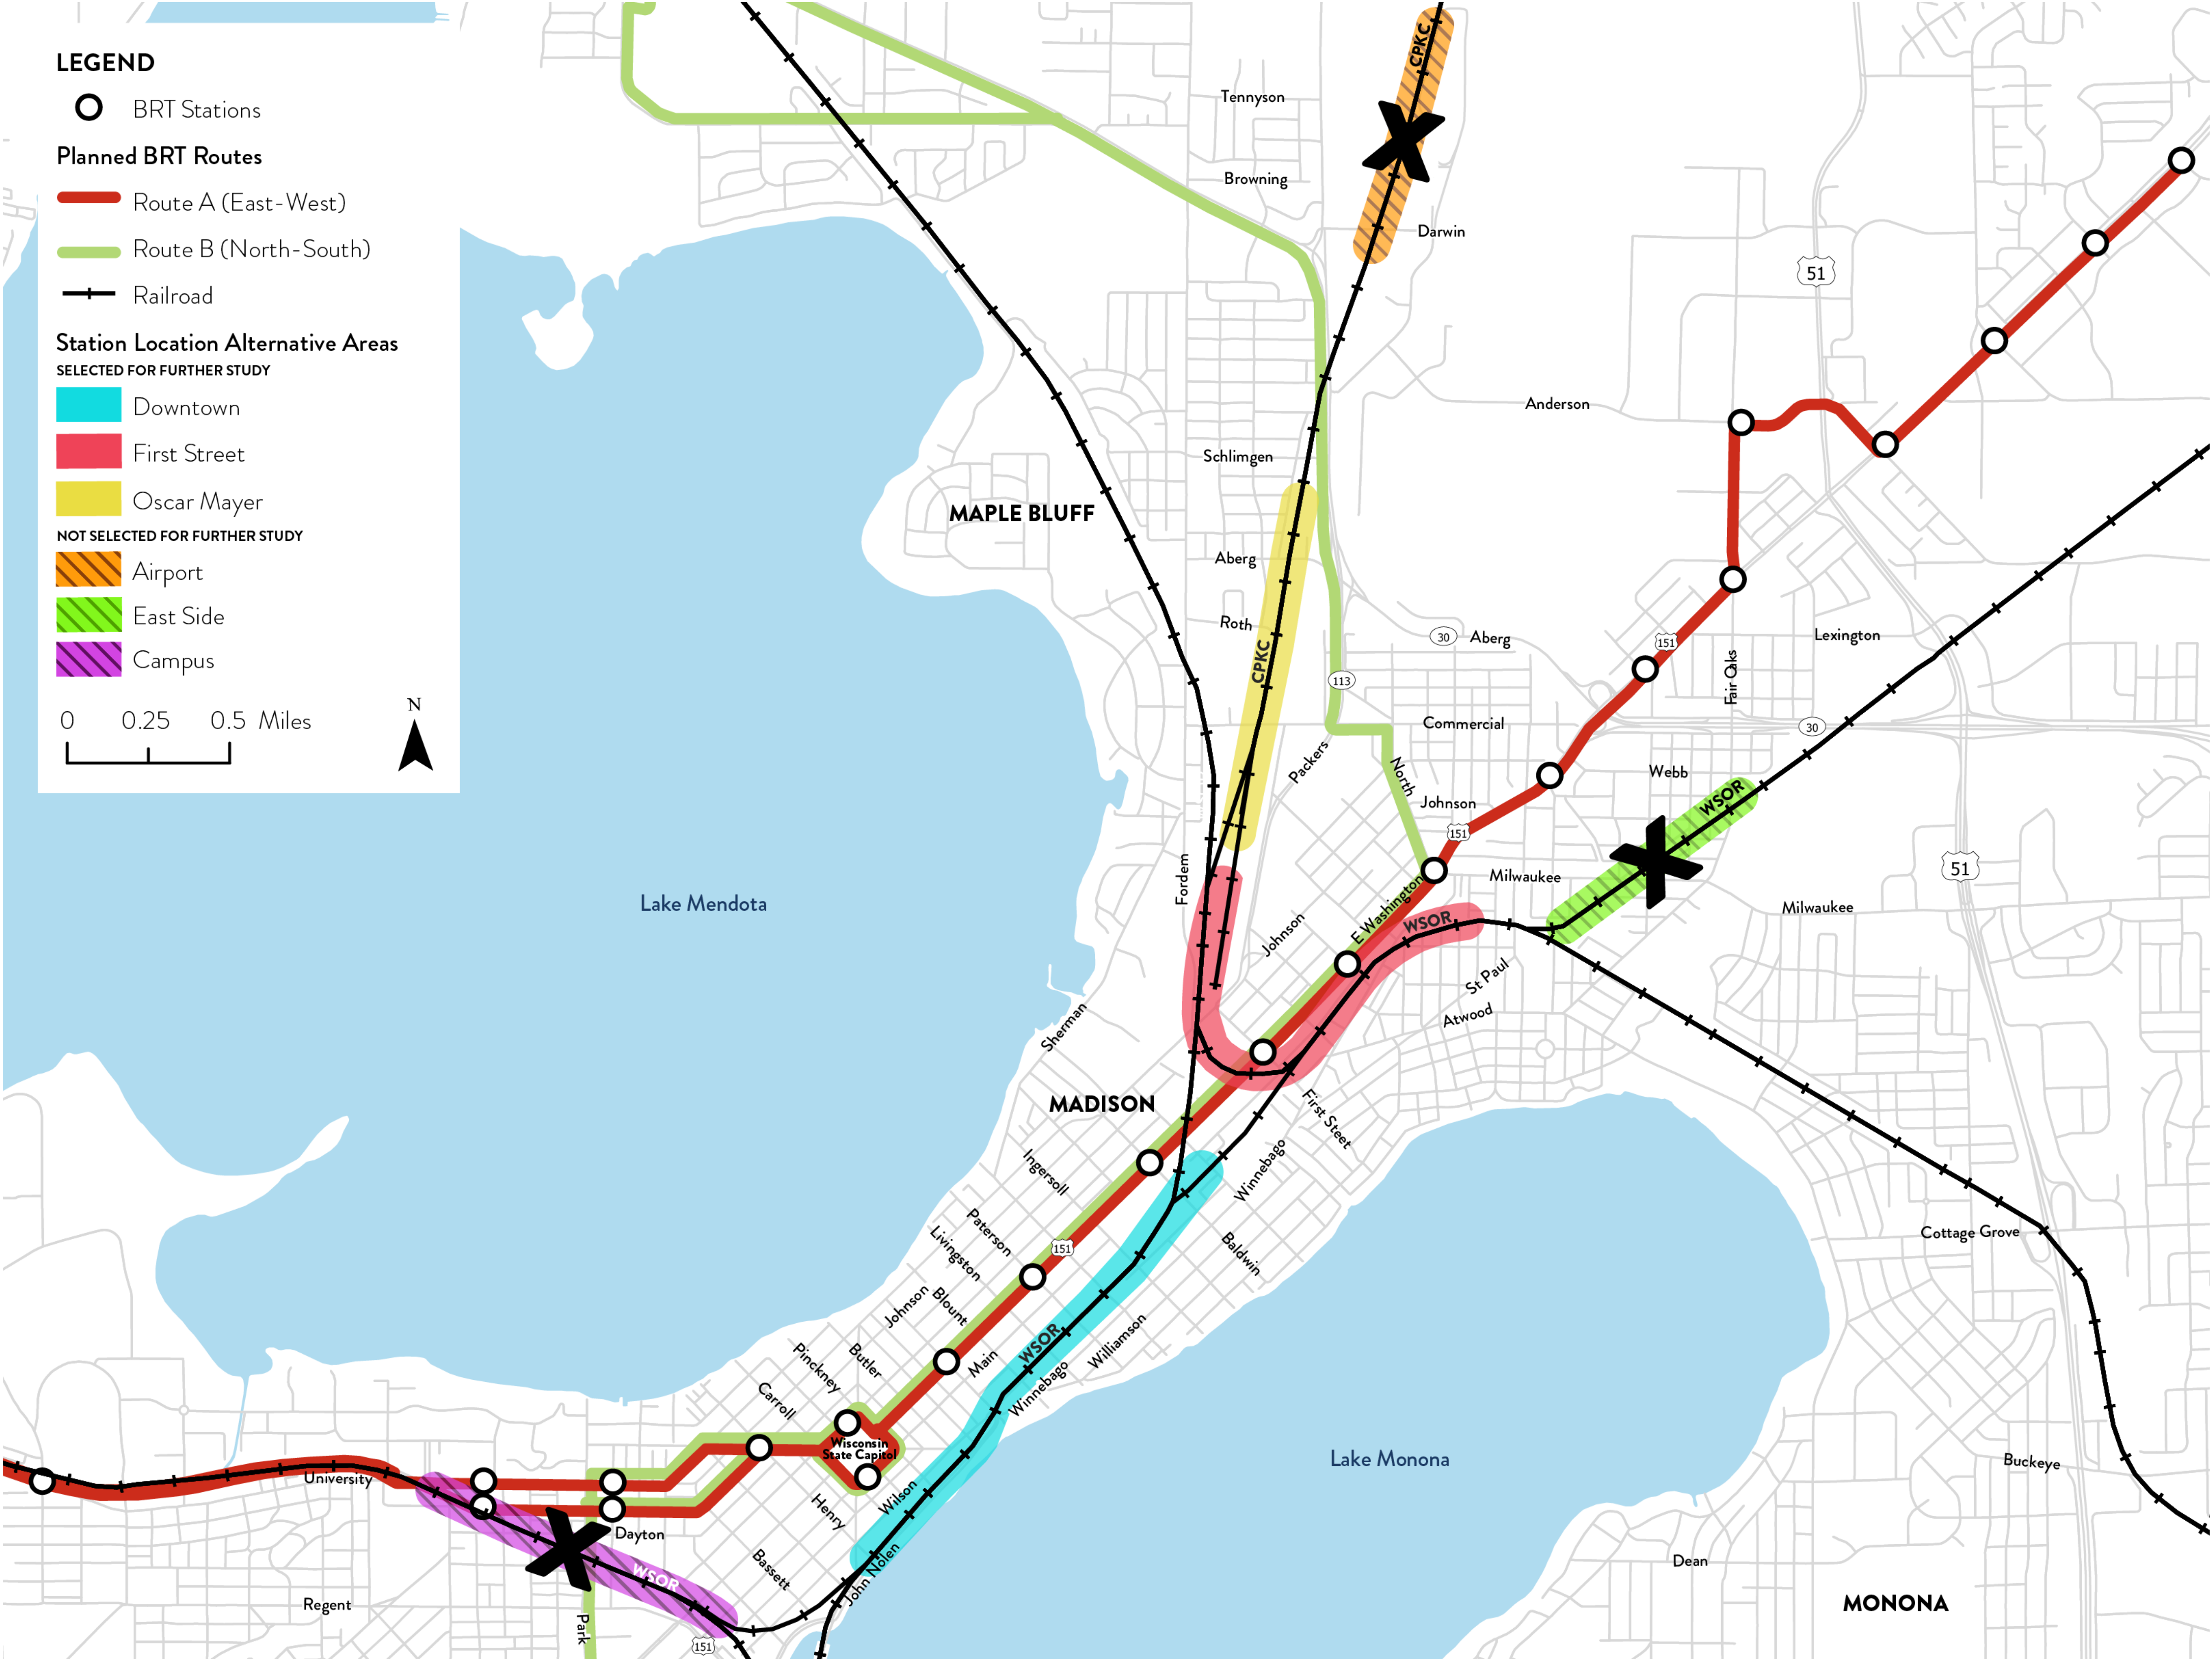 LEGEND
BRT Stations
Planned BRT Routes
Route A (East-West)
Route B (North-South)
Railroad
Station Location Alternative Areas
SELECTED FOR FURTHER STUDY
Downtown
First Street
Oscar Mayer
NOT SELECTED FOR FURTHER STUDY
Airport
East Side
Campus
0 0.25 0.5 Miles
N
CPKC
Tennyson
Browning
Darwin
51
Anderson
Schlimgen
MAPLE BLUFF
Aberg
Roth
30
Aberg
151
Lexington
Fair Oaks
CPKC
113
Commercial
30
Packers
North
Webb
WSOR
Johnson
151
Fordem
Milwaukee
51
Lake Mendota
E Washington
WSOR
Milwaukee
Johnson
St Paul
Atwood
Sherman
MADISON
First Steet
Winnebago
Ingersoll
Paterson
Livingston
151
Baldwin
Cottage Grove
Johnson
Blount
WSOR
Williamson
Main
Winnebago
Butler
Pinckney
Carroll
Wisconsin
State Capitol
Lake Monona
Buckeye
University
Wilson
Henry
Dayton
John Nolen
Bassett
WSOR
Dean
Regent
Park
151
MONONA